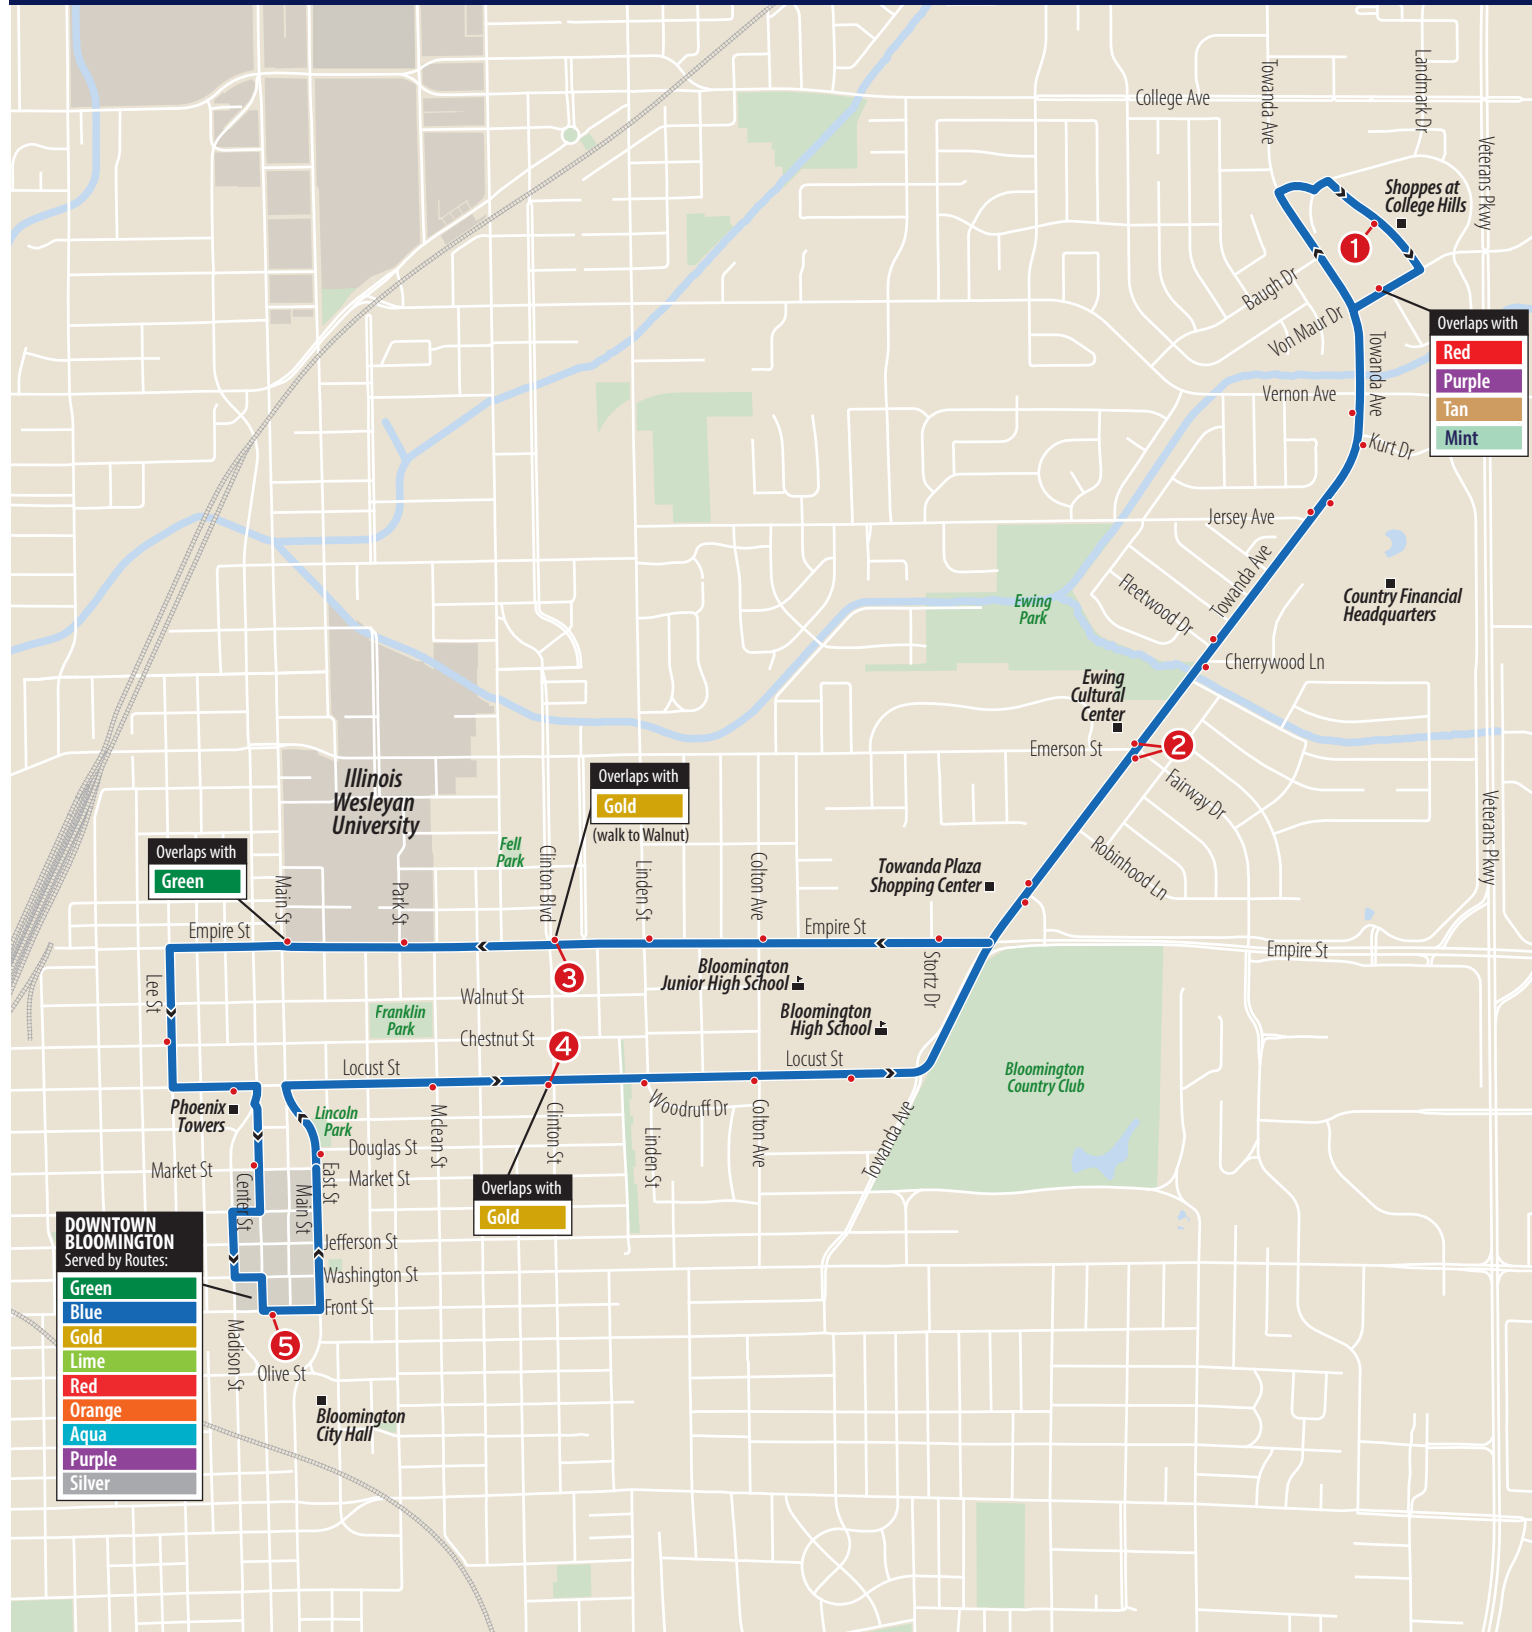 College Ave
Towanda Ave
Landmark Dr
Veterans Pkwy
Shoppes at
College Hills
1
Baugh Dr
Von Maur Dr
Overlaps with
Red
Purple
Tan
Mint
Towanda Ave
Vernon Ave
Kurt Dr
Jersey Ave
Towanda Ave
Fleetwood Dr
Country Financial
Headquarters
Ewing
Park
Cherrywood Ln
Ewing
Cultural
Center
Emerson St
2
Fairway Dr
Robinhood Ln
Veterans Pkwy
Illinois
Wesleyan
University
Overlaps with
Gold
(walk to Walnut)
Overlaps with
Green
Fell
Park
Clinton Blvd
Linden St
Colton Ave
Towanda Plaza
Shopping Center
Main St
Park St
Empire St
Empire St
Empire St
3
Bloomington
Junior High School
Stortz Dr
Lee St
Walnut St
Franklin
Park
Bloomington
High School
Chestnut St
4
Locust St
Locust St
Bloomington
Country Club
Phoenix
Towers
Lincoln
Park
Mclean St
Clinton St
Woodruff Dr
Linden St
Colton Ave
Towanda Ave
Douglas St
Market St
Market St
Center St
Main St
East St
Overlaps with
Gold
DOWNTOWN
BLOOMINGTON
Served by Routes:
Green
Blue
Gold
Lime
Red
Orange
Aqua
Purple
Silver
Jefferson St
Washington St
Front St
Madison St
5
Olive St
Bloomington
City Hall